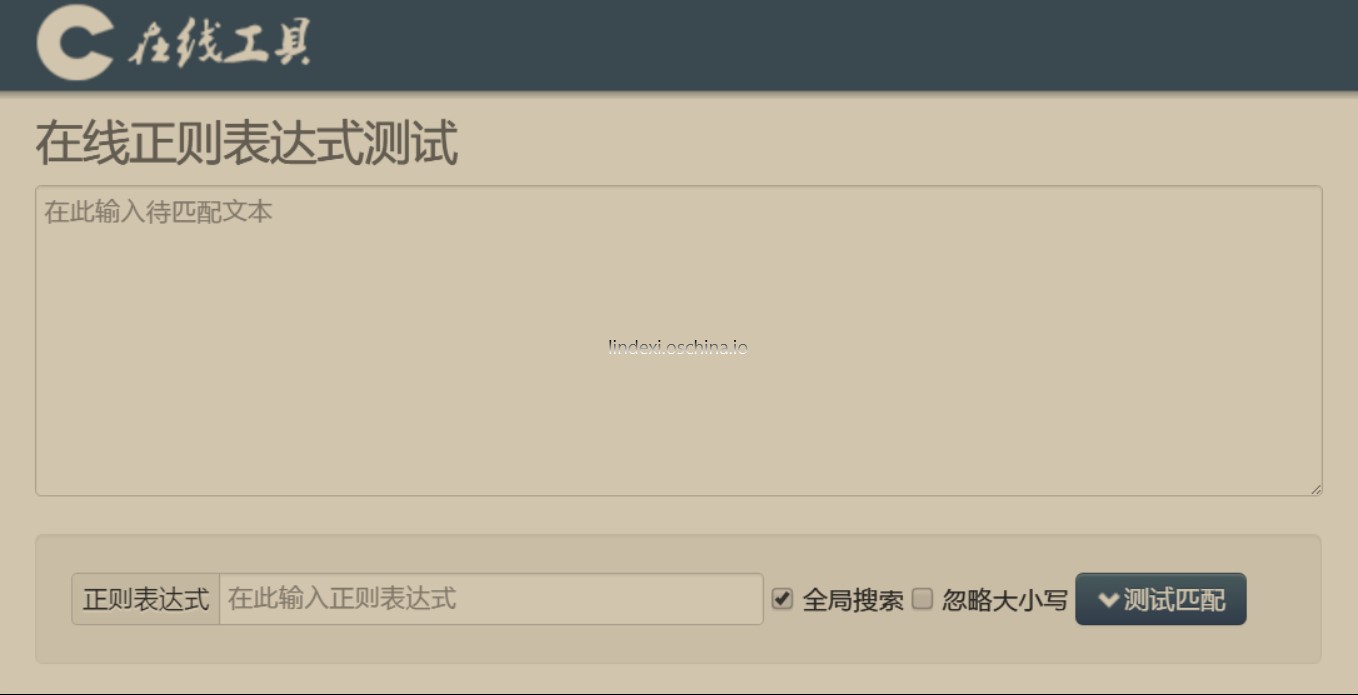 在线工具
在线正则表达式测试
在此输入待匹配文本
lindexi.oschina.io
正则表达式 在此输入正则表达式 全局搜索 忽略大小写 测试匹配